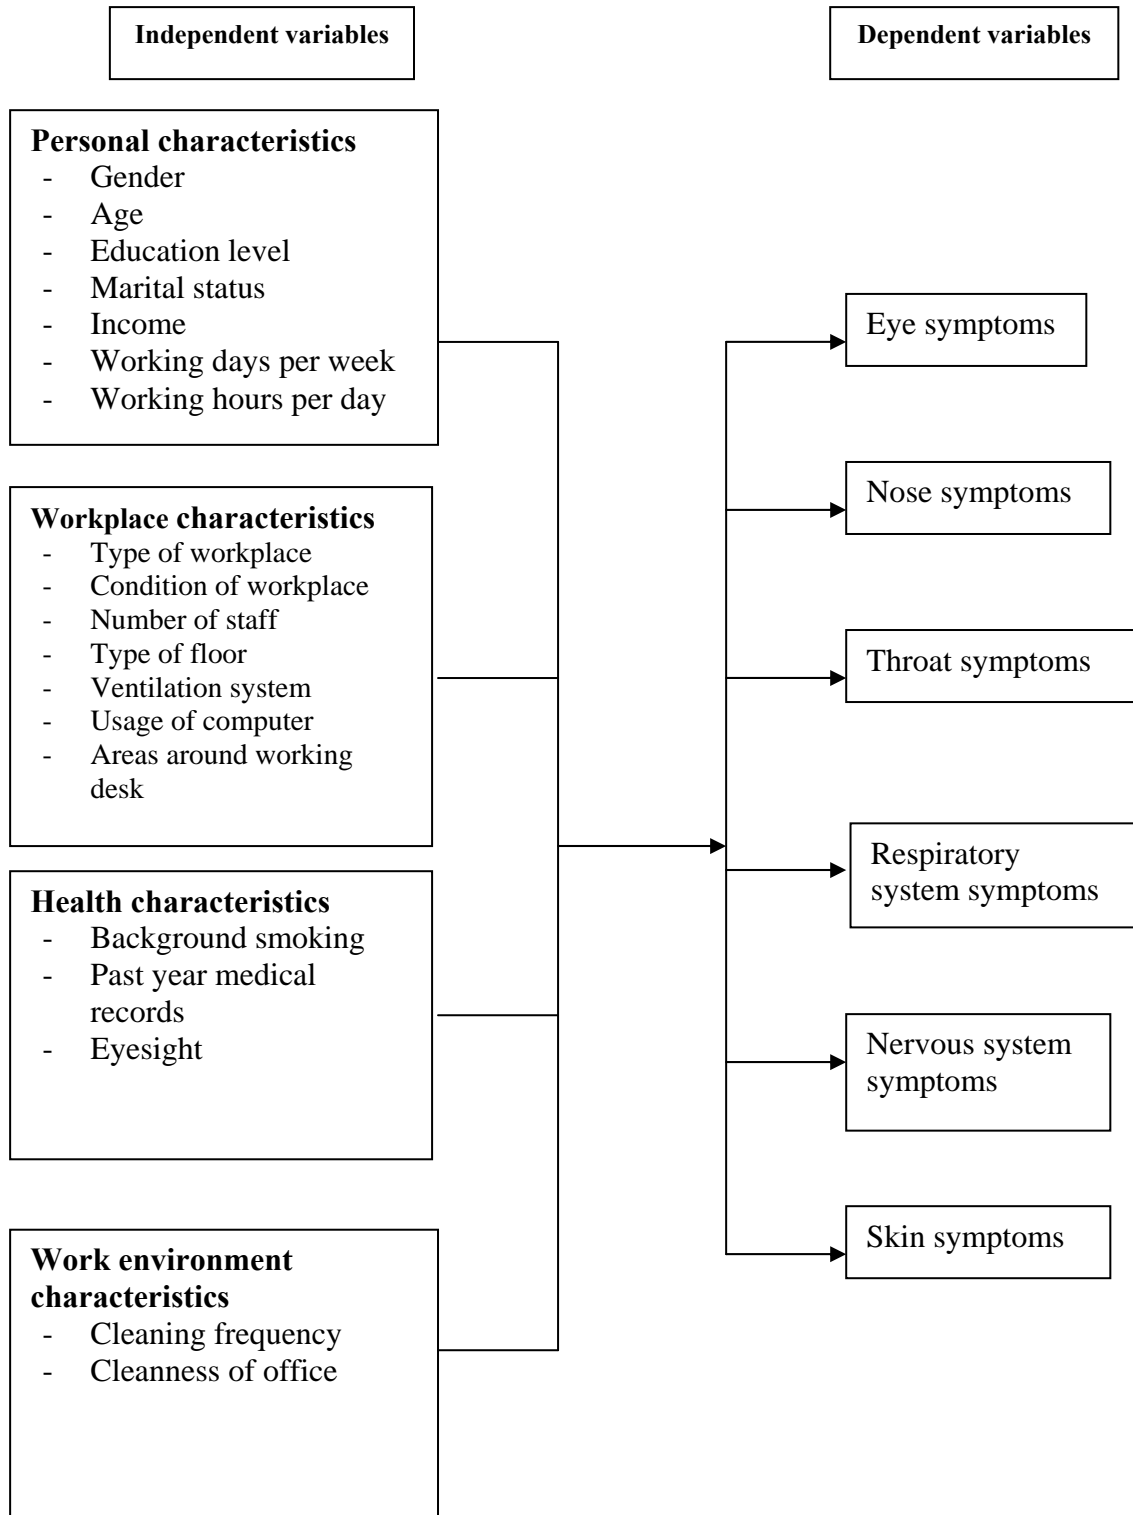 Independent variables
Dependent variables
Personal characteristics
- Gender
- Age
- Education level
- Marital status
- Income
- Working days per week
- Working hours per day
Workplace characteristics
- Type of workplace
- Condition of workplace
- Number of staff
- Type of floor
- Ventilation system
- Usage of computer
- Areas around working
desk
Health characteristics
- Background smoking
- Past year medical
records
- Eyesight
Work environment
characteristics
- Cleaning frequency
- Cleanness of office
Eye symptoms
Nose symptoms
Throat symptoms
Respiratory
system symptoms
Nervous system
symptoms
Skin symptoms